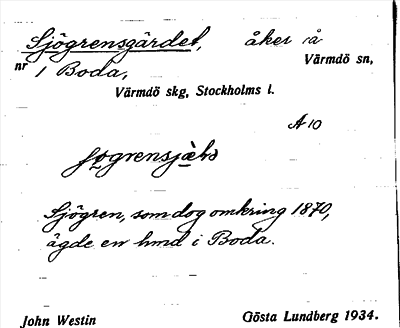 Sjögrensgärdet, åker å
nr 1 Boda, Värmdö sn,
Värmdö skg, Stockholms l.
A 10
Sjögren, som dog omkring 1870,
ägde en hmd i Boda.
John Westin Gösta Lundberg 1934.